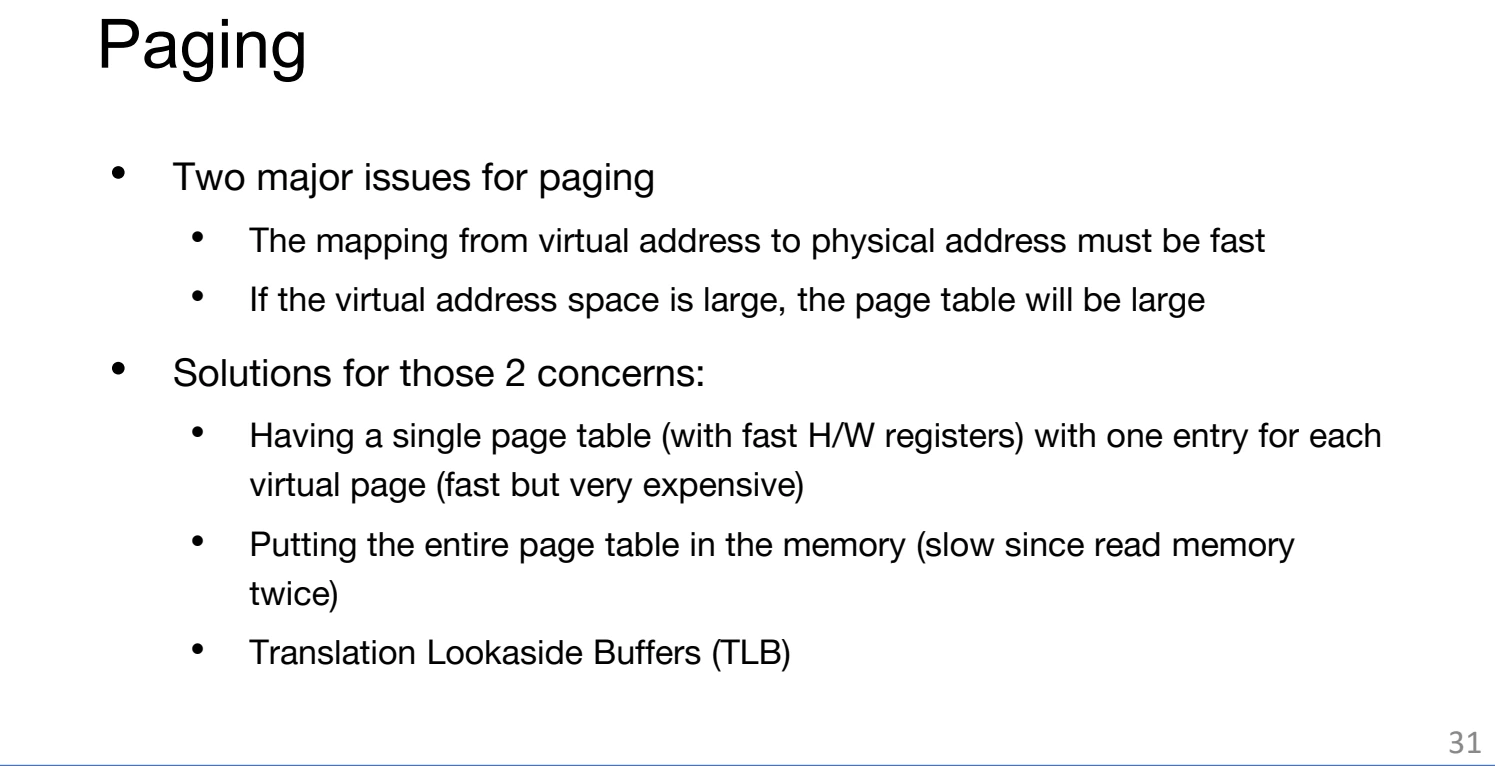 Paging
• Two major issues for paging
• The mapping from virtual address to physical address must be fast
• If the virtual address space is large, the page table will be large
• Solutions for those 2 concerns:
• Having a single page table (with fast H/W registers) with one entry for each
virtual page (fast but very expensive)
• Putting the entire page table in the memory (slow since read memory
twice)
• Translation Lookaside Buffers (TLB)
31